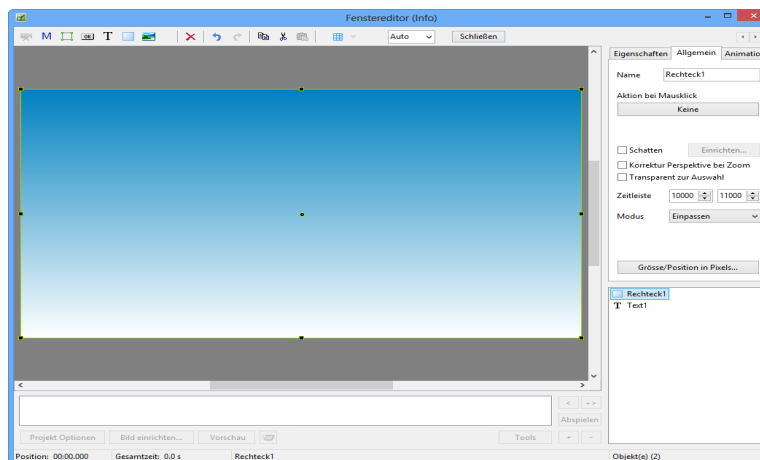 Fenstereditor (Info)
M OK T Auto Schließen
Eigenschaften Allgemein Animatio
Name Rechteck1
Aktion bei Mausklick
Keine
Schatten Einrichten...
Korrektur Perspektive bei Zoom
Transparent zur Auswahl
Zeitleiste 10000 11000
Modus Einpassen
Grösse/Position in Pixels...
Rechteck1
T Text1
Abspielen
Projekt Optionen Bild einrichten... Vorschau Tools + -
Position: 00:00.000 Gesamtzeit: 0.0 s Rechteck1 Objekt(e) (2)